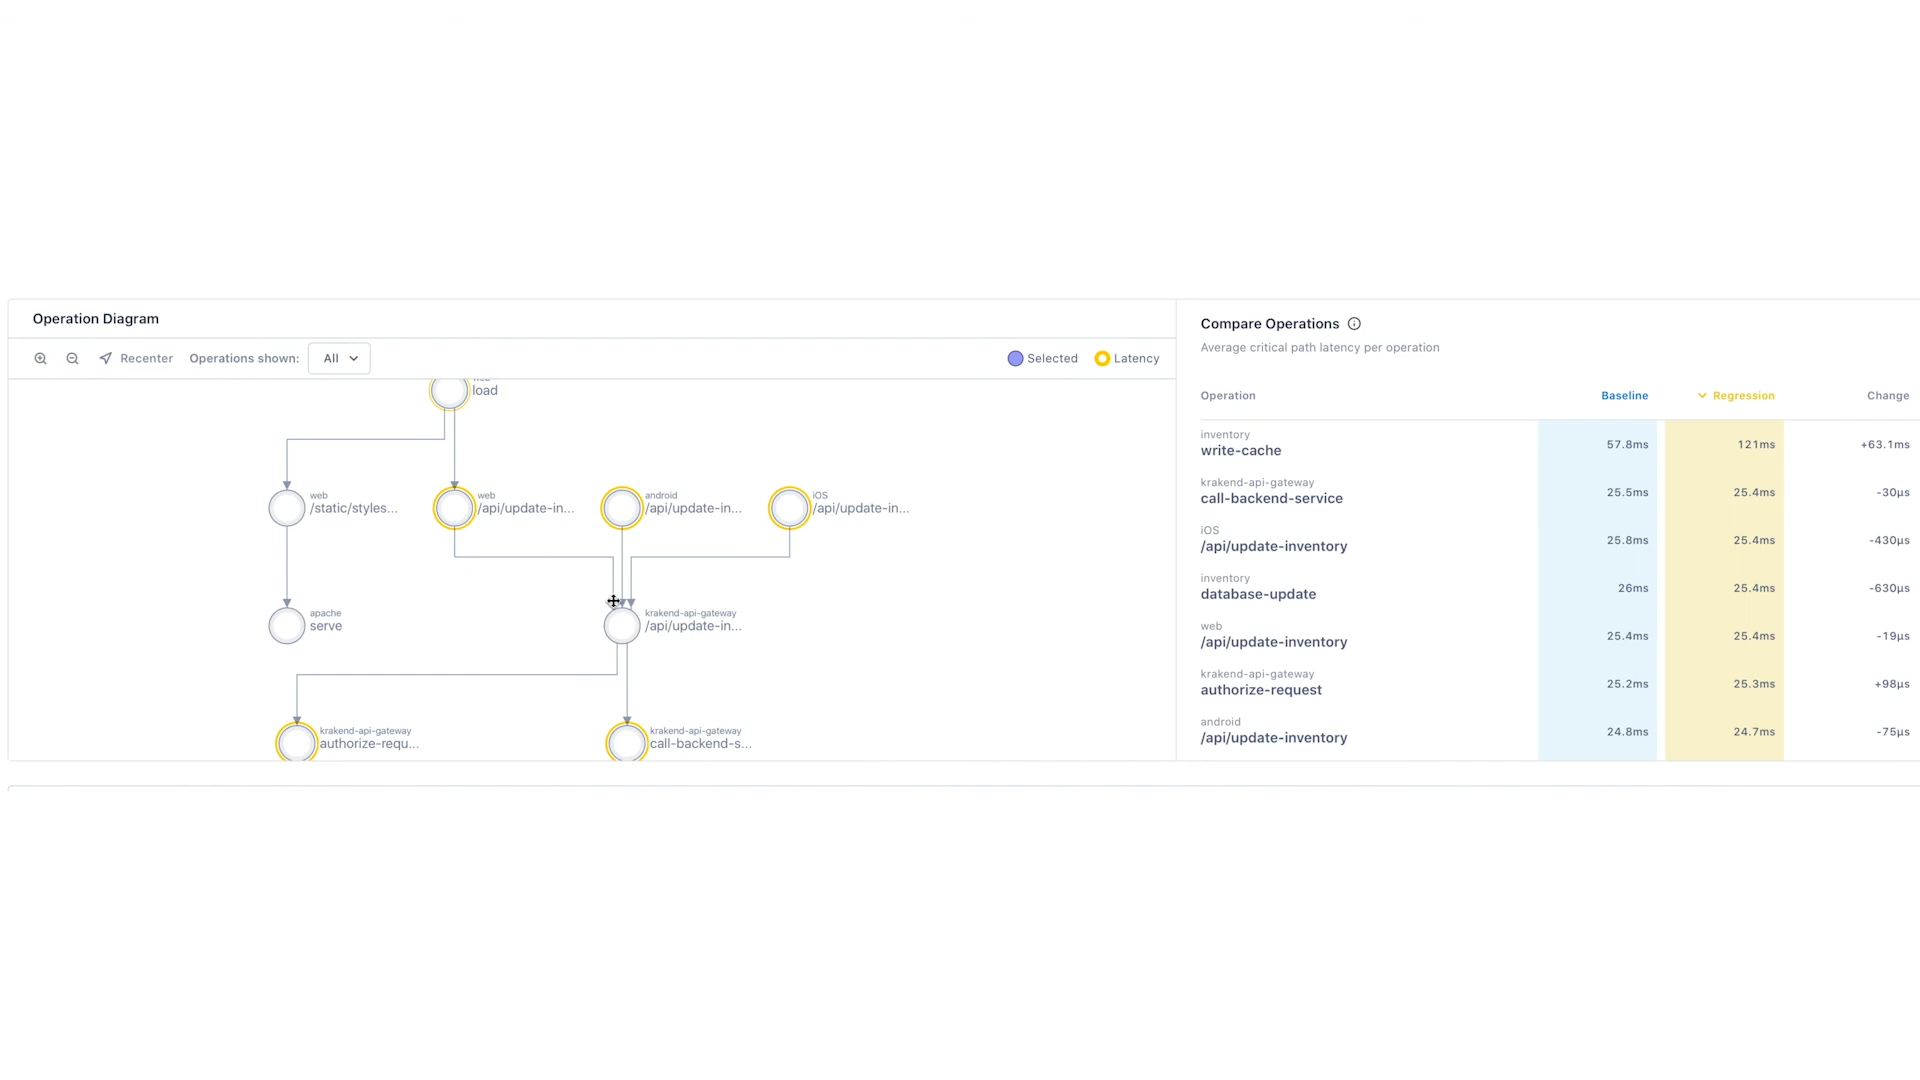 Operation Diagram
Recenter
Operations shown:
All
Selected
Latency
load
web
/static/styles...
web
/api/update-in...
android
/api/update-in...
iOS
/api/update-in...
apache
serve
krakend-api-gateway
/api/update-in...
krakend-api-gateway
authorize-requ...
krakend-api-gateway
call-backend-s...
Compare Operations
Average critical path latency per operation
Operation Baseline Regression Change
inventory
write-cache 57.8ms 121ms +63.1ms
krakend-api-gateway
call-backend-service 25.5ms 25.4ms -30µs
iOS
/api/update-inventory 25.8ms 25.4ms -430µs
inventory
database-update 26ms 25.4ms -630µs
web
/api/update-inventory 25.4ms 25.4ms -19µs
krakend-api-gateway
authorize-request 25.2ms 25.3ms +98µs
android
/api/update-inventory 24.8ms 24.7ms -75µs